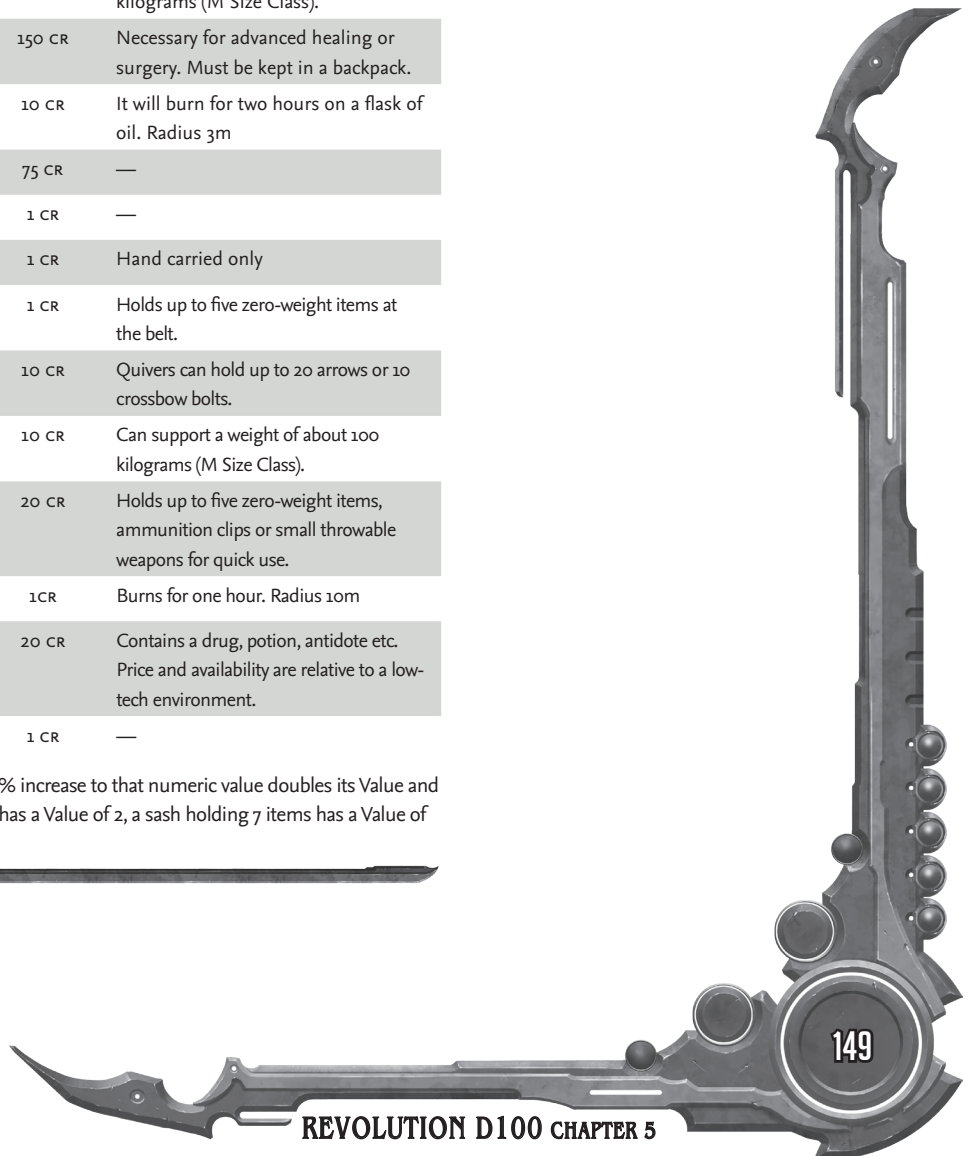 kilograms (M Size Class).
150 CR Necessary for advanced healing or
surgery. Must be kept in a backpack.
10 CR It will burn for two hours on a flask of
oil. Radius 3m
75 CR —
1 CR —
1 CR Hand carried only
1 CR Holds up to five zero-weight items at
the belt.
10 CR Quivers can hold up to 20 arrows or 10
crossbow bolts.
10 CR Can support a weight of about 100
kilograms (M Size Class).
20 CR Holds up to five zero-weight items,
ammunition clips or small throwable
weapons for quick use.
1CR Burns for one hour. Radius 10m
20 CR Contains a drug, potion, antidote etc.
Price and availability are relative to a low-
tech environment.
1 CR —
% increase to that numeric value doubles its Value and
has a Value of 2, a sash holding 7 items has a Value of
149
REVOLUTION D100 CHAPTER 5